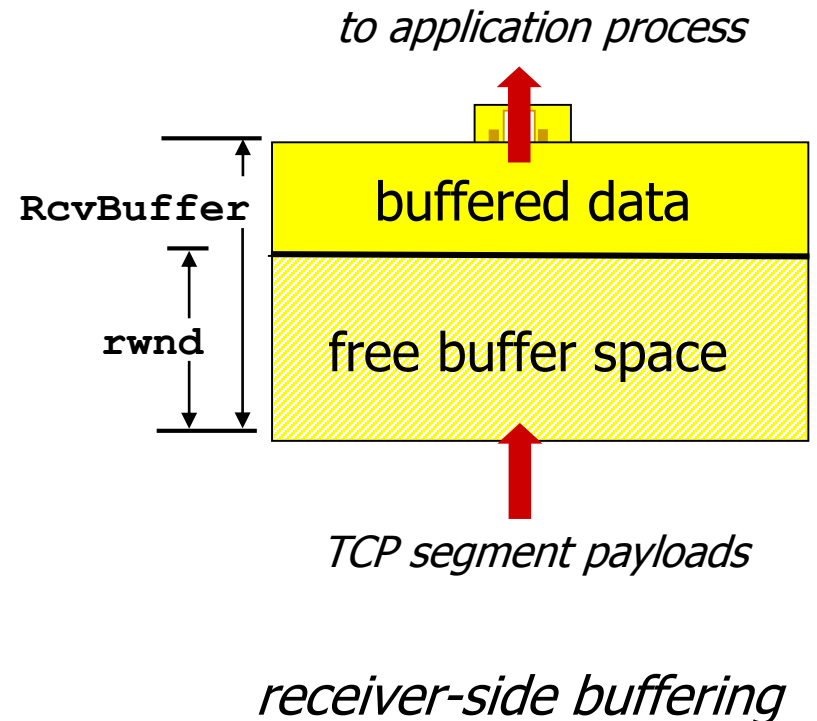 to application process
RcvBuffer
buffered data
rwnd
free buffer space
TCP segment payloads
receiver-side buffering